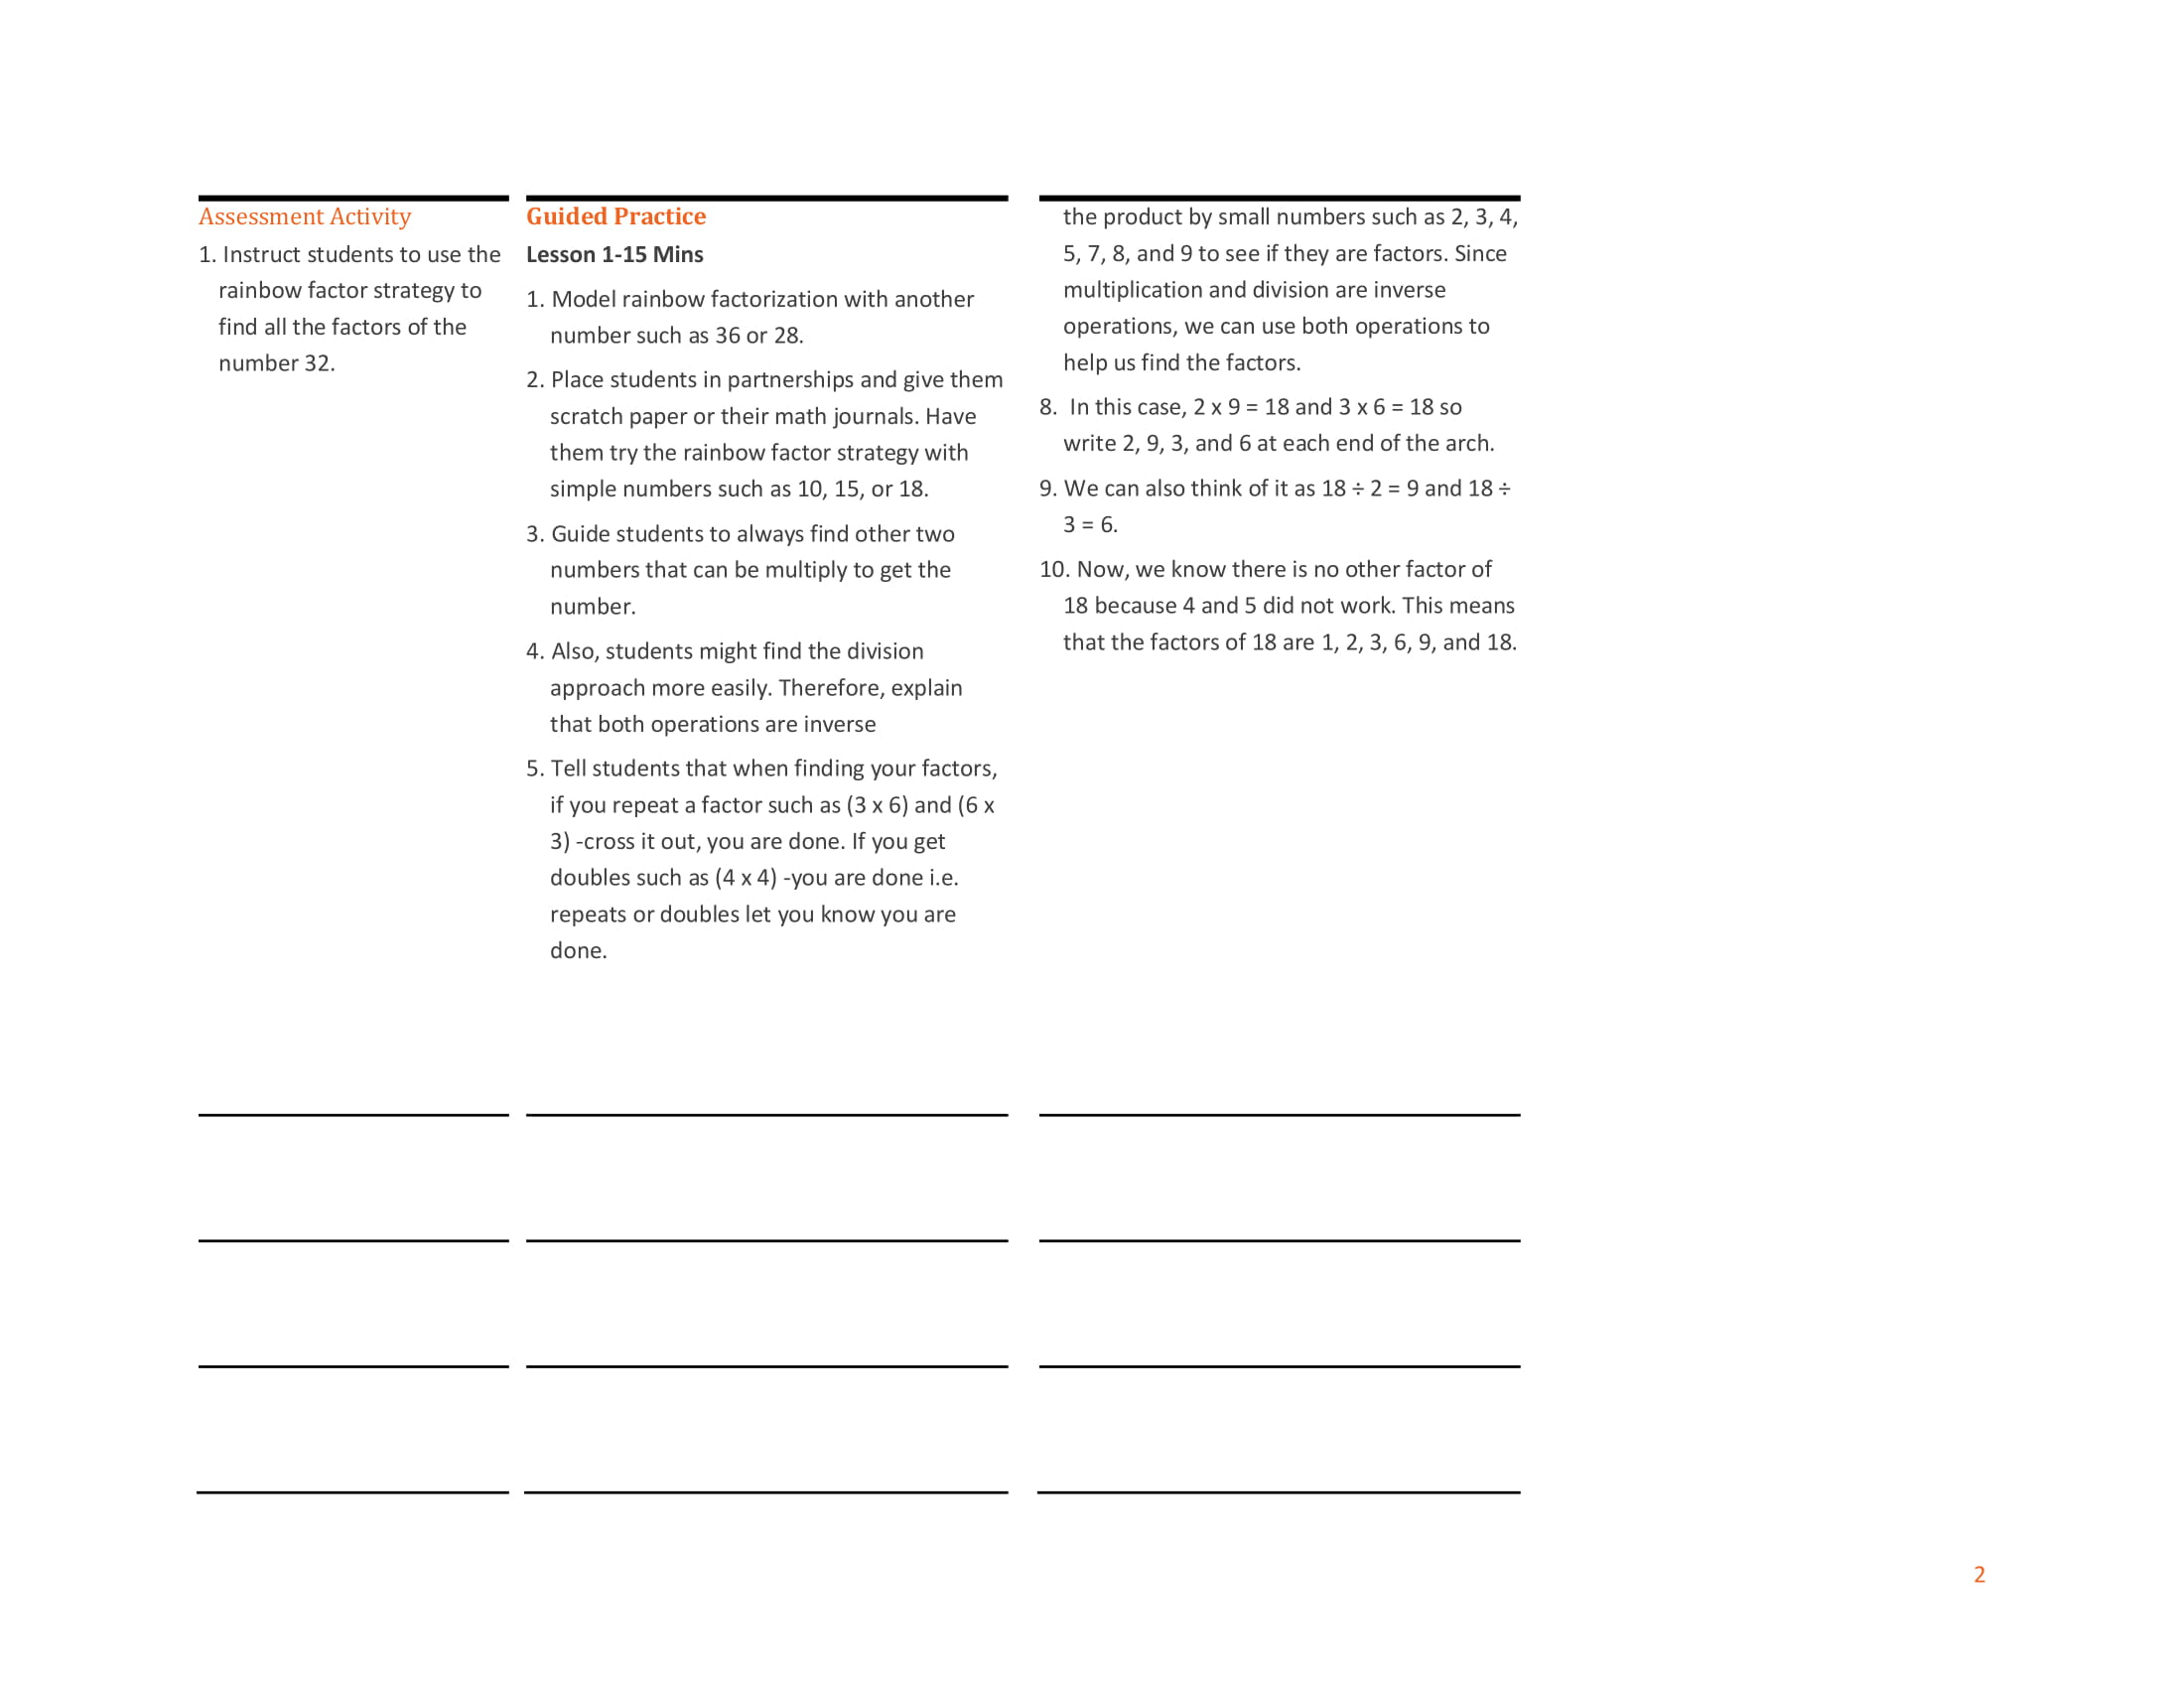 Assessment Activity
1. Instruct students to use the
rainbow factor strategy to
find all the factors of the
number 32.
Guided Practice
Lesson 1-15 Mins
1. Model rainbow factorization with another
number such as 36 or 28.
2. Place students in partnerships and give them
scratch paper or their math journals. Have
them try the rainbow factor strategy with
simple numbers such as 10, 15, or 18.
3. Guide students to always find other two
numbers that can be multiply to get the
number.
4. Also, students might find the division
approach more easily. Therefore, explain
that both operations are inverse
5. Tell students that when finding your factors,
if you repeat a factor such as (3 x 6) and (6 x
3) -cross it out, you are done. If you get
doubles such as (4 x 4) -you are done i.e.
repeats or doubles let you know you are
done.
the product by small numbers such as 2, 3, 4,
5, 7, 8, and 9 to see if they are factors. Since
multiplication and division are inverse
operations, we can use both operations to
help us find the factors.
8. In this case, 2 x 9 = 18 and 3 x 6 = 18 so
write 2, 9, 3, and 6 at each end of the arch.
9. We can also think of it as 18 ÷ 2 = 9 and 18 ÷
3 = 6.
10. Now, we know there is no other factor of
18 because 4 and 5 did not work. This means
that the factors of 18 are 1, 2, 3, 6, 9, and 18.
2